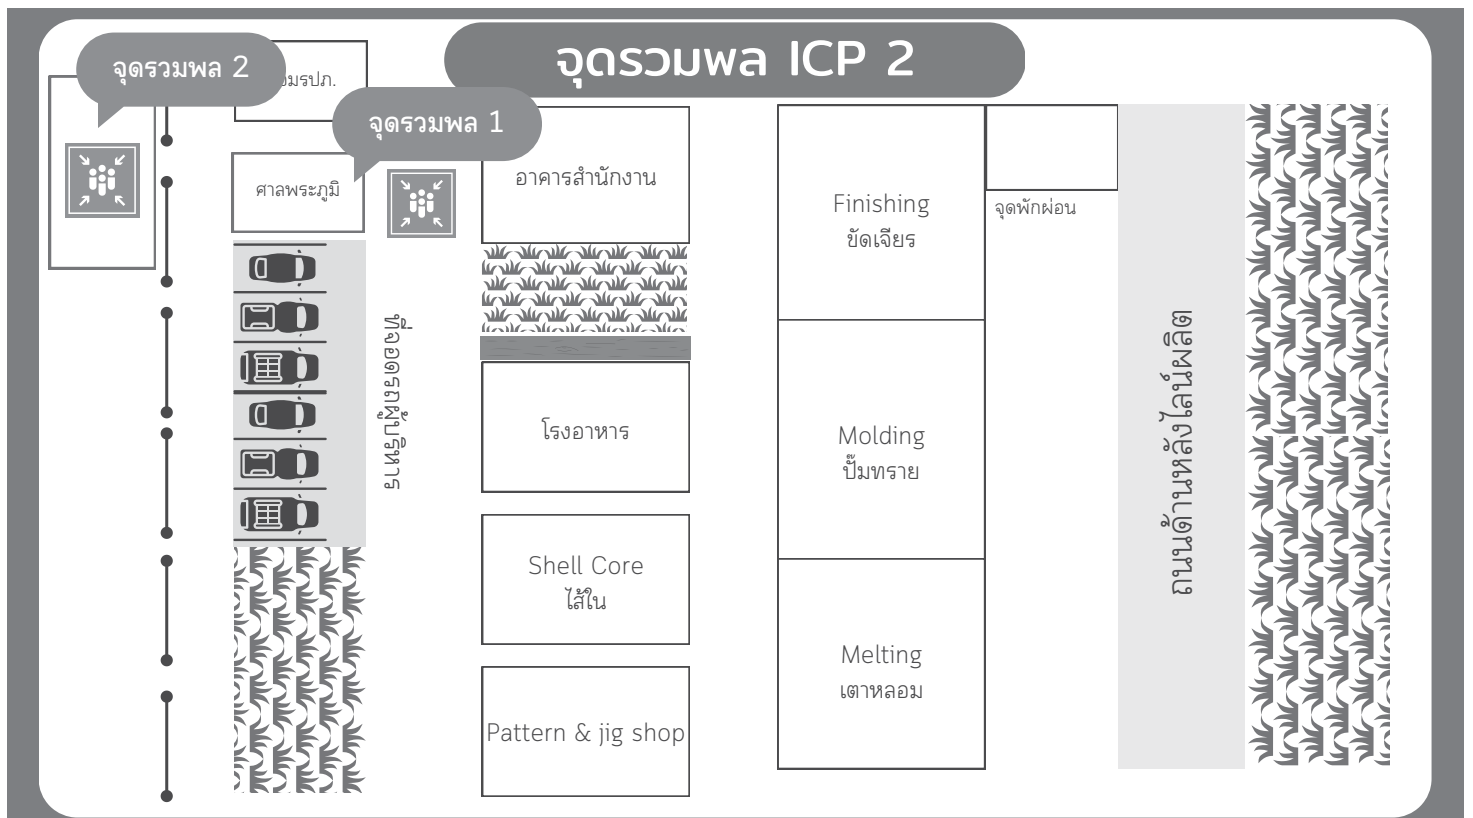 จุดรวมพล ICP 2
จุดรวมพล 2
จุดรวมพล 1
ศาลพระภูมิ
อาคารสำนักงาน
Finishing
ขัดเจียร
จุดพักผ่อน
ที่จอดรถผู้บริหาร
โรงอาหาร
Molding
ปั๊มทราย
ถนนด้านหลังไลน์ผลิต
Shell Core
ไส้ใน
Melting
เตาหลอม
Pattern & jig shop